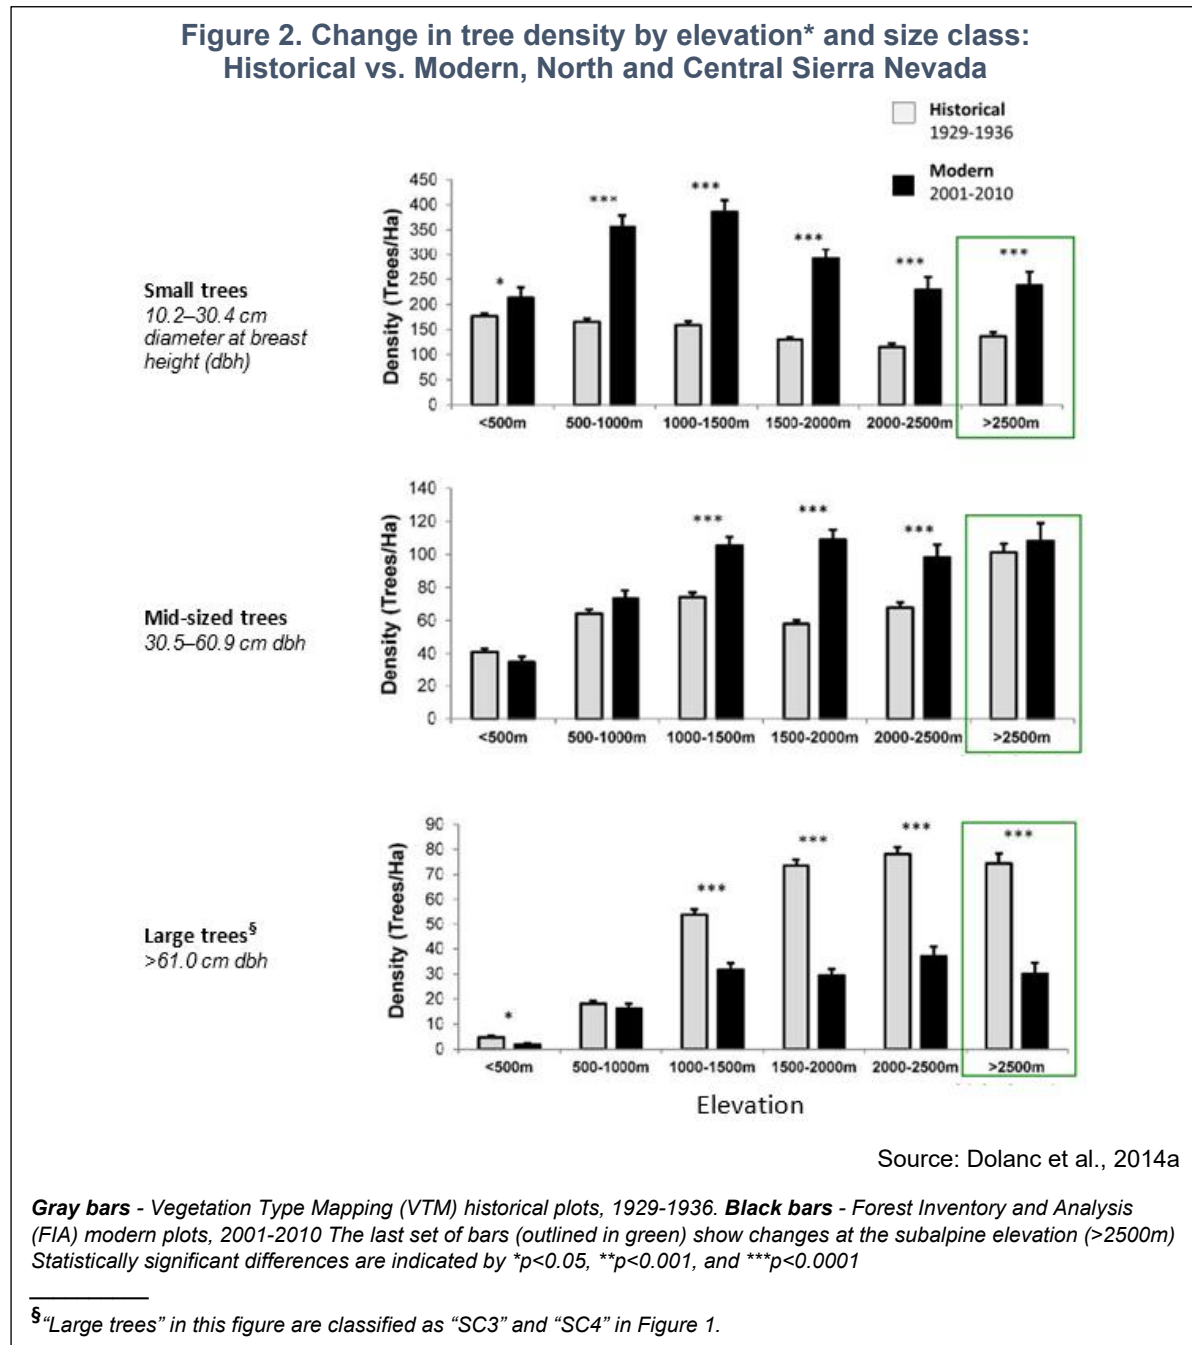 Figure 2. Change in tree density by elevation* and size class:
Historical vs. Modern, North and Central Sierra Nevada
Historical
1929-1936
Modern
2001-2010
Small trees
10.2–30.4 cm
diameter at breast
height (dbh)
Density (Trees/Ha)
450
400
350
300
250
200
150
100
50
0
* *** *** *** *** ***
<500m 500-1000m 1000-1500m 1500-2000m 2000-2500m >2500m
Mid-sized trees
30.5–60.9 cm dbh
Density (Trees/Ha)
140
120
100
80
60
40
20
0
*** *** ***
<500m 500-1000m 1000-1500m 1500-2000m 2000-2500m >2500m
Large trees§
>61.0 cm dbh
Density (Trees/Ha)
90
80
70
60
50
40
30
20
10
0
* *** *** *** ***
<500m 500-1000m 1000-1500m 1500-2000m 2000-2500m >2500m
Elevation
Source: Dolanc et al., 2014a
Gray bars - Vegetation Type Mapping (VTM) historical plots, 1929-1936. Black bars - Forest Inventory and Analysis
(FIA) modern plots, 2001-2010 The last set of bars (outlined in green) show changes at the subalpine elevation (>2500m)
Statistically significant differences are indicated by *p<0.05, **p<0.001, and ***p<0.0001
§“Large trees” in this figure are classified as “SC3” and “SC4” in Figure 1.